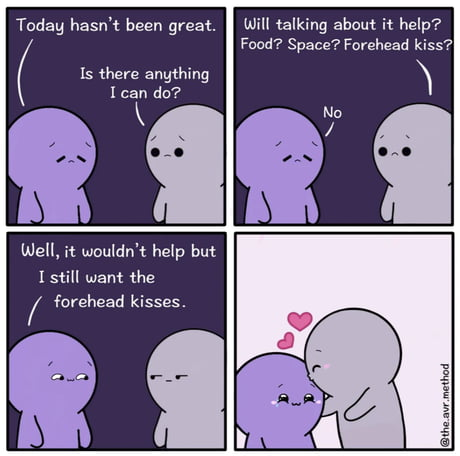 Today hasn't been great.
Is there anything
I can do?
Will talking about it help?
Food? Space? Forehead kiss?
No
Well, it wouldn't help but
I still want the
forehead kisses.
@the.avr.method